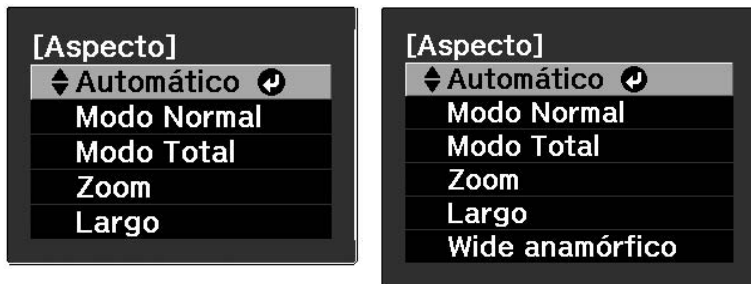 [Aspecto]
Automático
Modo Normal
Modo Total
Zoom
Largo
[Aspecto]
Automático
Modo Normal
Modo Total
Zoom
Largo
Wide anamórfico